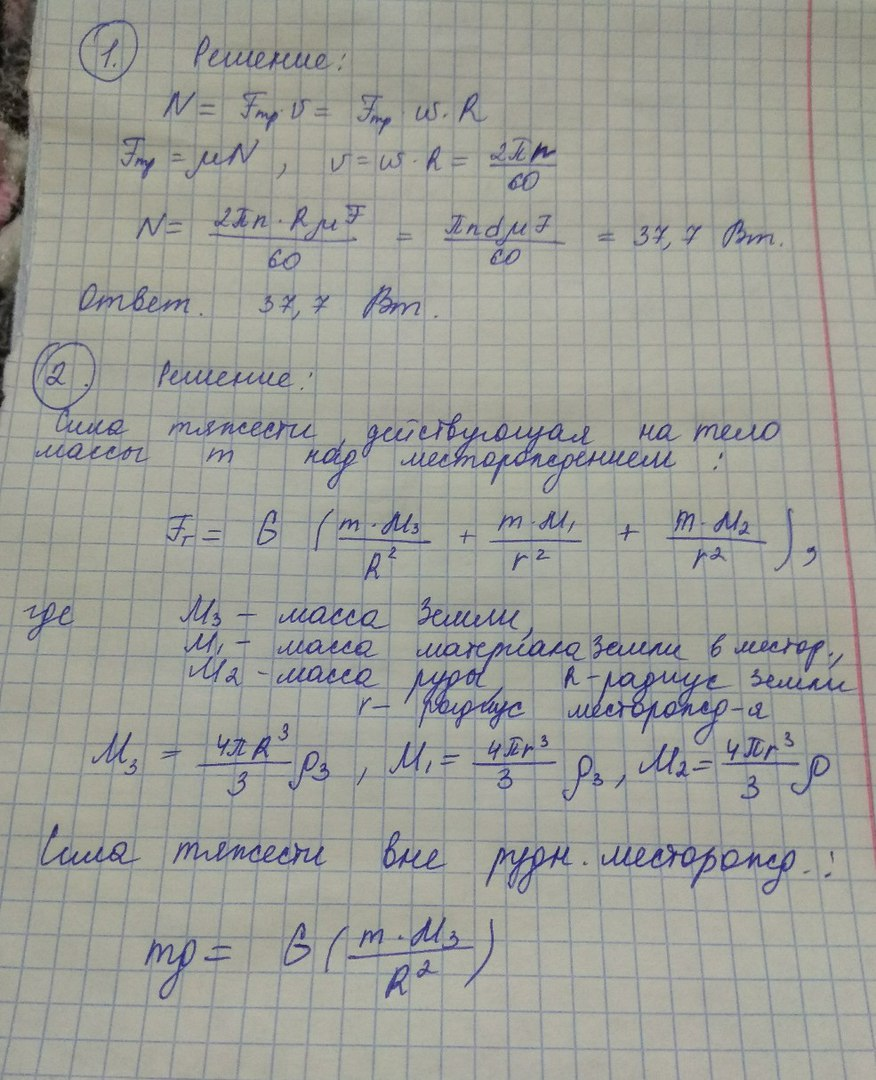 1. Решение:
N = Fтр·v = Fтр·ω·R
Fтр = μN, v = ω·R = 2πn/60
N = 2πn·RμF/60 = πndμF/60 = 37,7 Вт.
Ответ. 37,7 Вт.
2. Решение:
Сила тяжести, действующая на тело
массы m над месторождением:
Fт = G (m·M₃/R² + m·M₁/r² + m·M₂/r²),
где M₃ – масса Земли,
M₁ – масса материала Земли в местор.,
M₂ – масса руды, R – радиус Земли
r – радиус месторожд-я
M₃ = 4πR³/3 ρ₃, M₁ = 4πr³/3 ρ₃, M₂ = 4πr³/3 ρ
Сила тяжести вне рудн. месторожд.:
mg = G (m·M₃/R²)